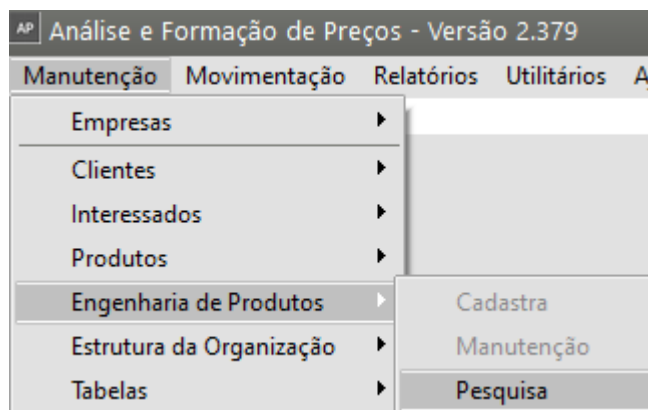 AP Análise e Formação de Preços - Versão 2.379
Manutenção Movimentação Relatórios Utilitários
Empresas
Clientes
Interessados
Produtos
Engenharia de Produtos Cadastra
Estrutura da Organização Manutenção
Tabelas Pesquisa